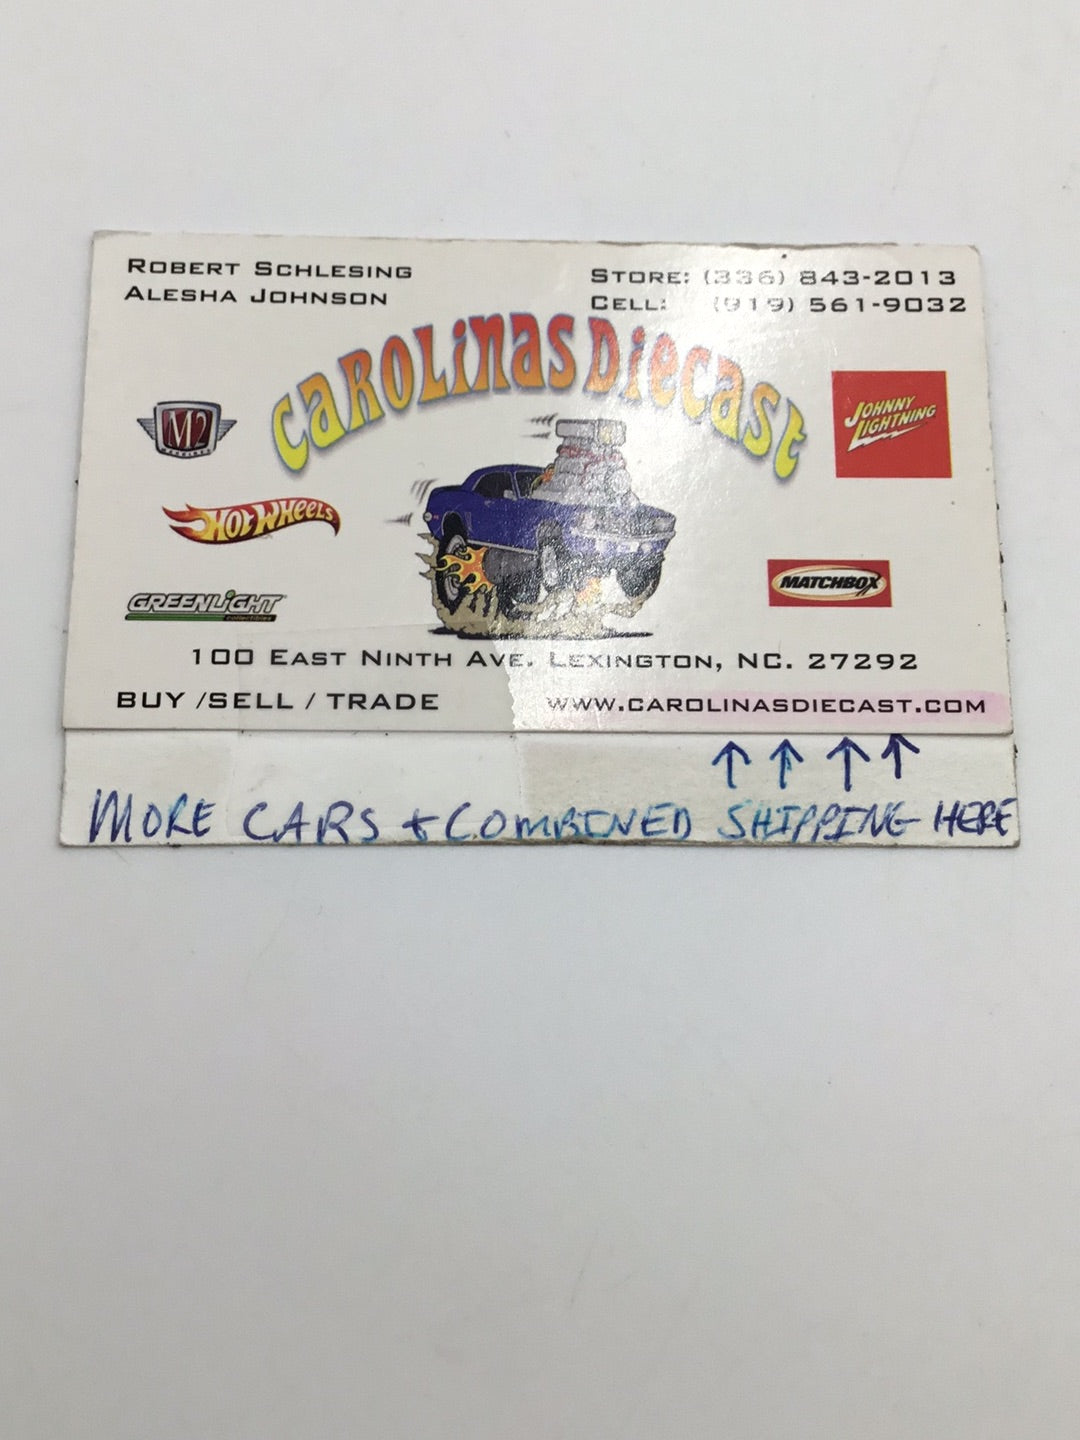 ROBERT SCHLESING
ALESHA JOHNSON
STORE: (336) 843-2013
CELL: (919) 561-9032
CAROLINAS DIECAST
M2
JOHNNY
LIGHTNING
HOT WHEELS
MATCHBOX
GREENLIGHT
100 EAST NINTH AVE. LEXINGTON, NC. 27292
BUY /SELL / TRADE
WWW.CAROLINASDIECAST.COM
MORE CARS & COMBINED SHIPPING HERE